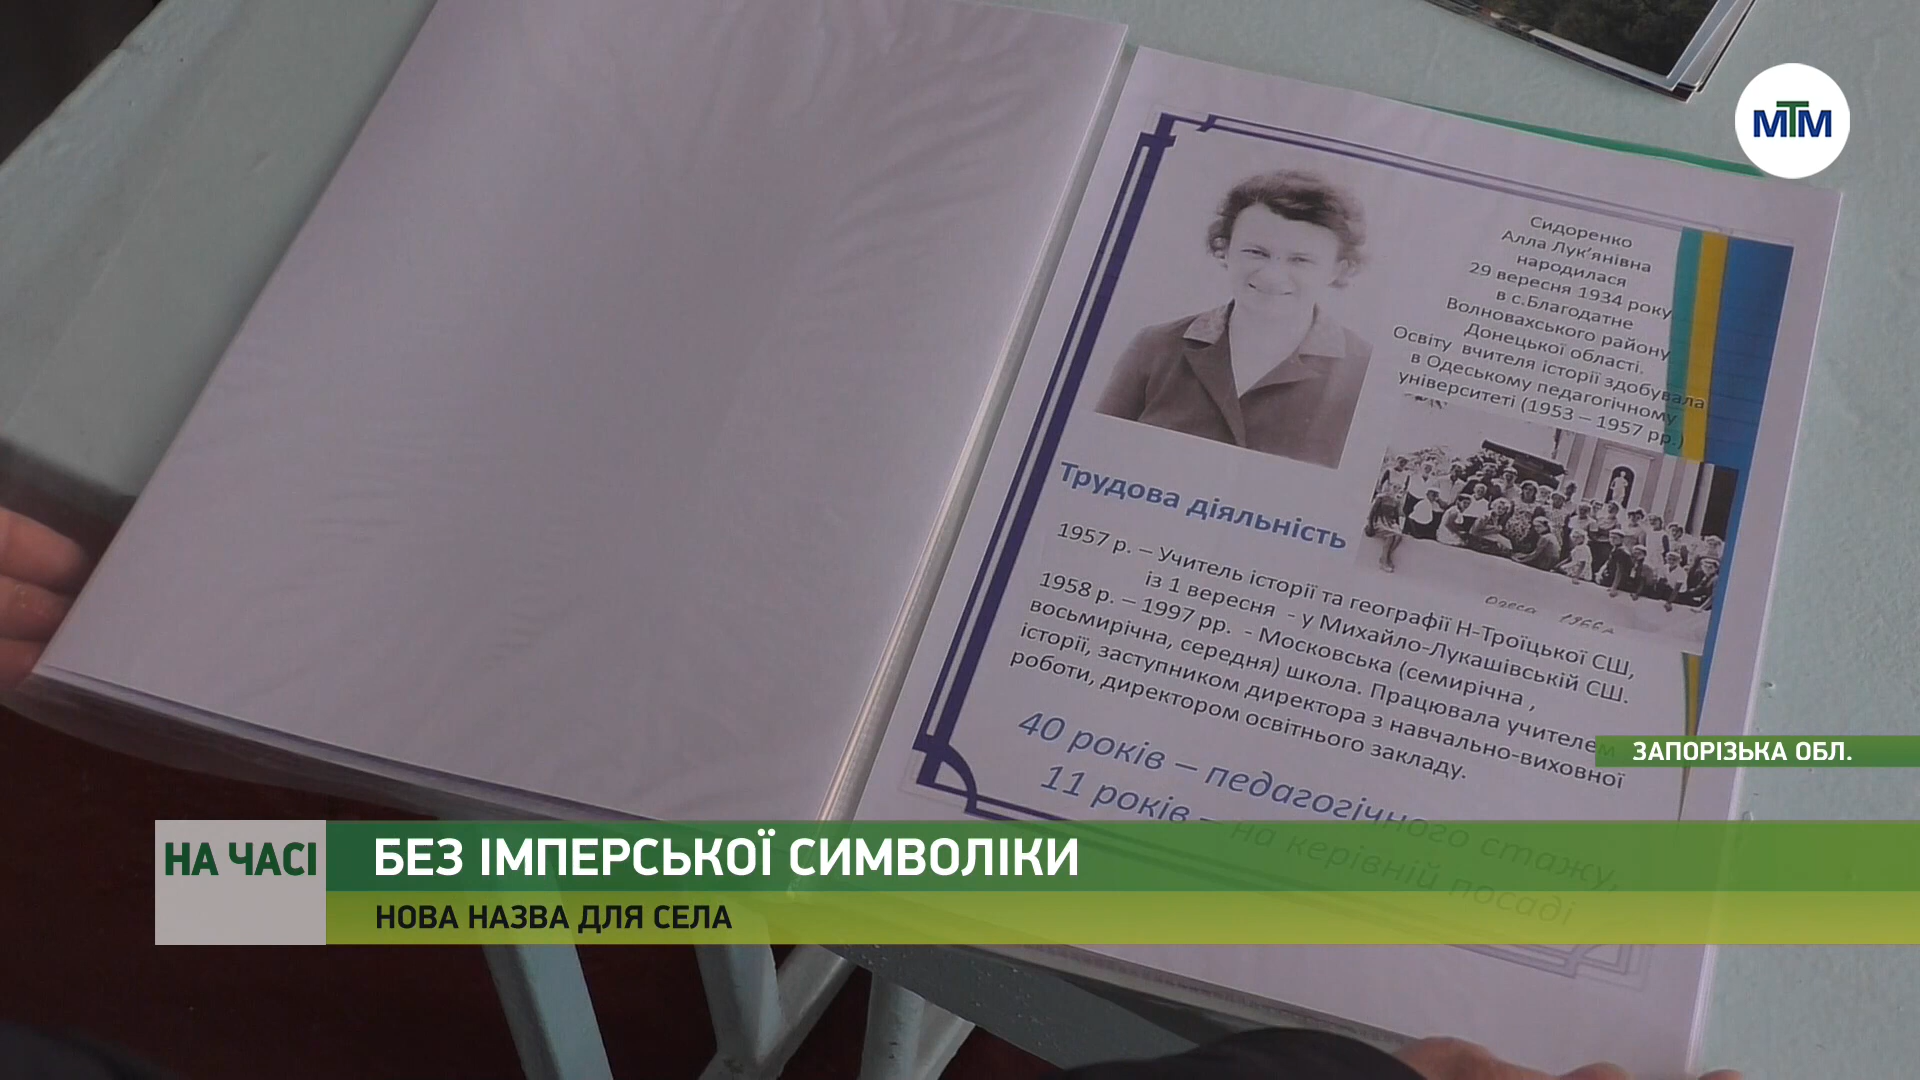 МТМ
Сидоренко
Алла Лук'янівна
народилася
29 вересня 1934 року
в с.Благодатне
Волновахського району
Донецької області.
Освіту вчителя історії здобувала
в Одеському педагогічному
університеті (1953 – 1957 рр.)
Одеса 1966
Трудова діяльність
1957 р. – Учитель історії та географії Н-Троїцької СШ,
із 1 вересня - у Михайло-Лукашівській СШ.
1958 р. – 1997 рр. - Московська (семирічна ,
восьмирічна, середня) школа. Працювала учителем
історії, заступником директора з навчально-виховної
роботи, директором освітнього закладу.
40 років – педагогічного стажу,
11 років – на керівній посаді
ЗАПОРІЗЬКА ОБЛ.
НА ЧАСІ
БЕЗ ІМПЕРСЬКОЇ СИМВОЛІКИ
НОВА НАЗВА ДЛЯ СЕЛА